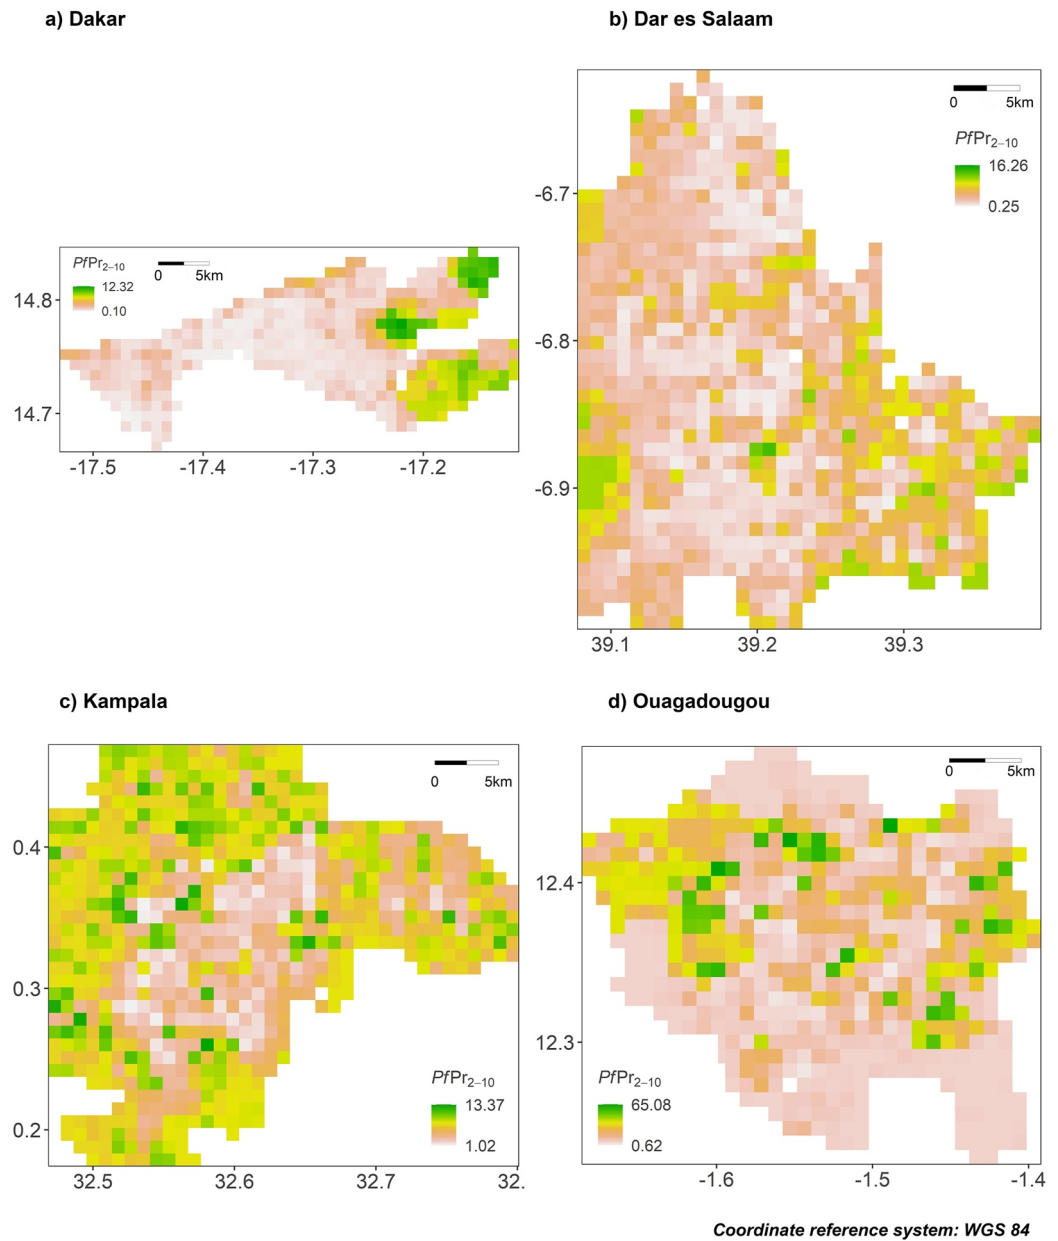 a) Dakar
b) Dar es Salaam
PfPr2–10
0 5km
12.32
0.10
14.8
14.7
-17.5 -17.4 -17.3 -17.2
0 5km
PfPr2–10
16.26
0.25
-6.7
-6.8
-6.9
39.1 39.2 39.3
c) Kampala
d) Ouagadougou
0 5km
0.4
0.3
0.2
PfPr2–10
13.37
1.02
32.5 32.6 32.7 32.
0 5km
12.4
12.3
PfPr2–10
65.08
0.62
-1.6 -1.5 -1.4
Coordinate reference system: WGS 84